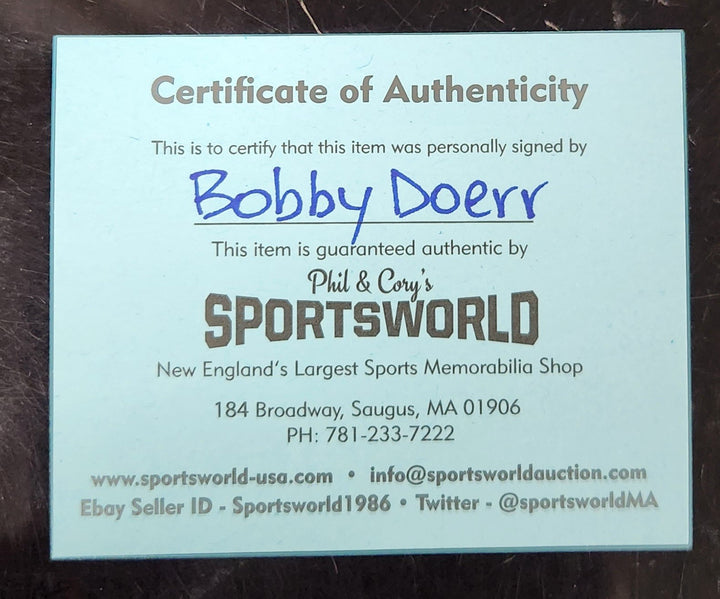 Certificate of Authenticity
This is to certify that this item was personally signed by
Bobby Doerr
This item is guaranteed authentic by
Phil & Cory's
SPORTSWORLD
New England's Largest Sports Memorabilia Shop
184 Broadway, Saugus, MA 01906
PH: 781-233-7222
www.sportsworld-usa.com • info@sportsworldauction.com
Ebay Seller ID - Sportsworld1986 • Twitter - @sportsworldMA